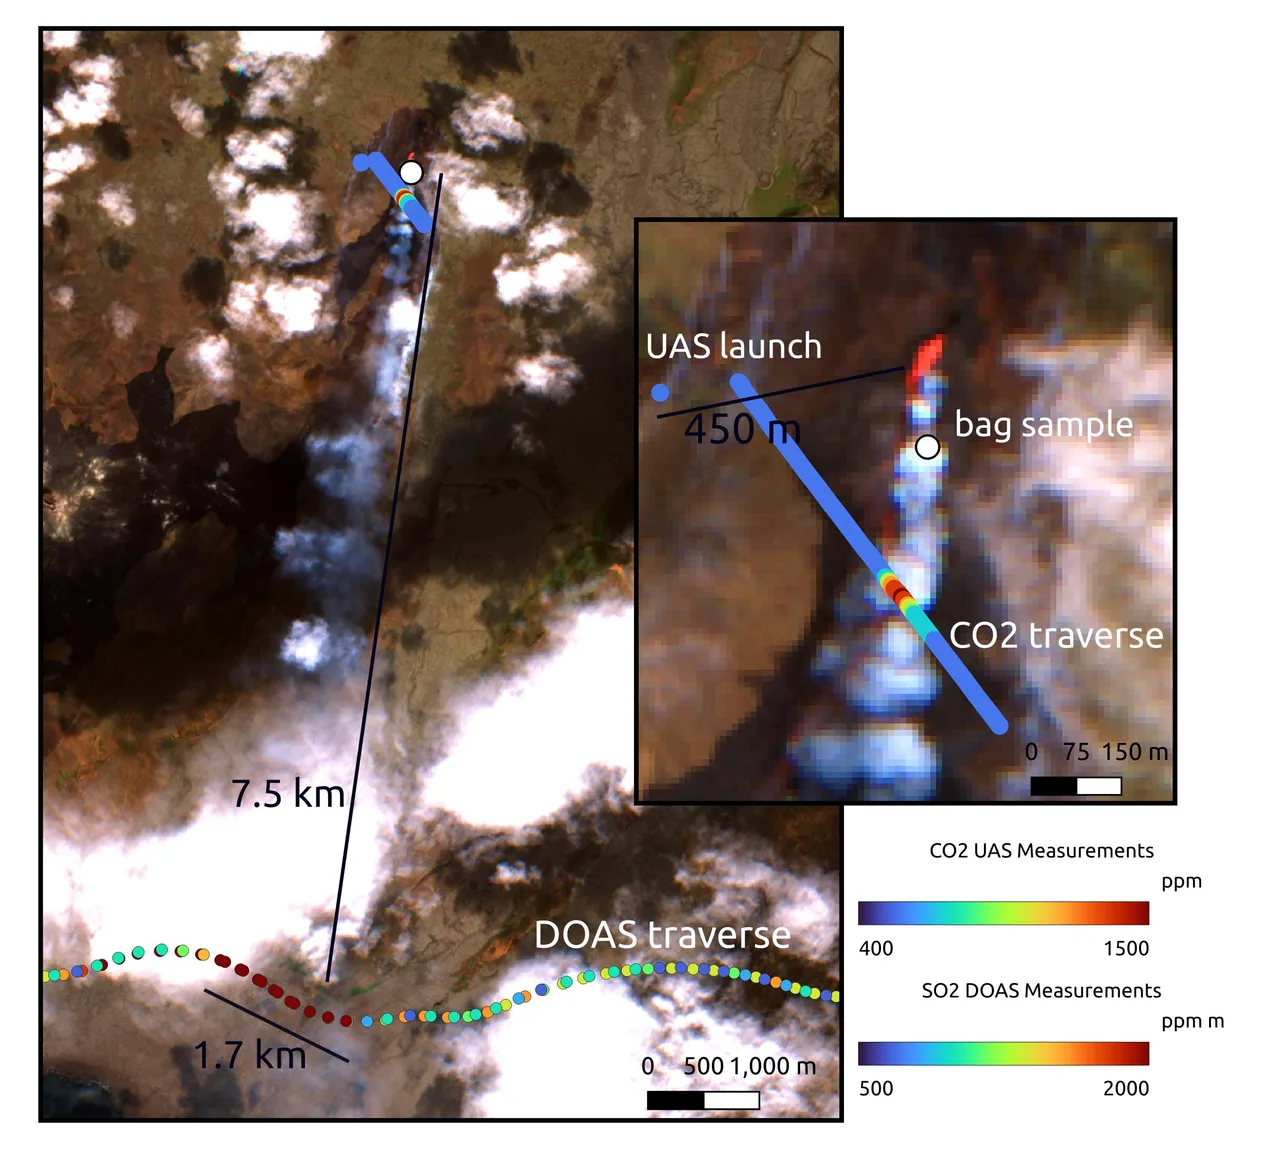 UAS launch
450 m
bag sample
CO2 traverse
0 75 150 m
7.5 km
DOAS traverse
1.7 km
0 500 1,000 m
CO2 UAS Measurements
ppm
400 1500
SO2 DOAS Measurements
ppm m
500 2000